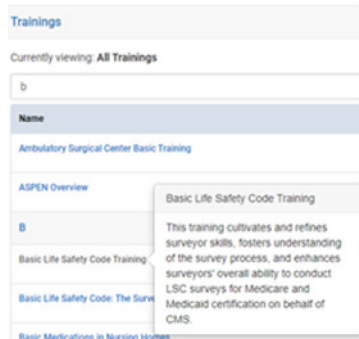 Trainings
Currently viewing: All Trainings
b
Name
Ambulatory Surgical Center Basic Training
ASPEN Overview
B
Basic Life Safety Code Training
Basic Life Safety Code: The Surve
Basic Medications in Nursing Homes
Basic Life Safety Code Training
This training cultivates and refines
surveyor skills, fosters understanding
of the survey process, and enhances
surveyors' overall ability to conduct
LSC surveys for Medicare and
Medicaid certification on behalf of
CMS.